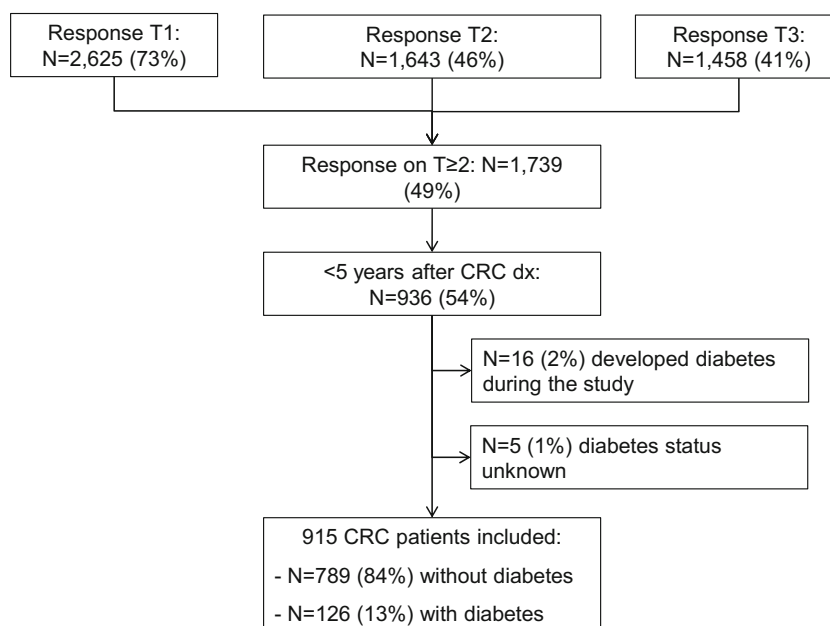 Response T1:
N=2,625 (73%)
Response T2:
N=1,643 (46%)
Response T3:
N=1,458 (41%)
Response on T≥2: N=1,739
(49%)
<5 years after CRC dx:
N=936 (54%)
N=16 (2%) developed diabetes
during the study
N=5 (1%) diabetes status
unknown
915 CRC patients included:
- N=789 (84%) without diabetes
- N=126 (13%) with diabetes